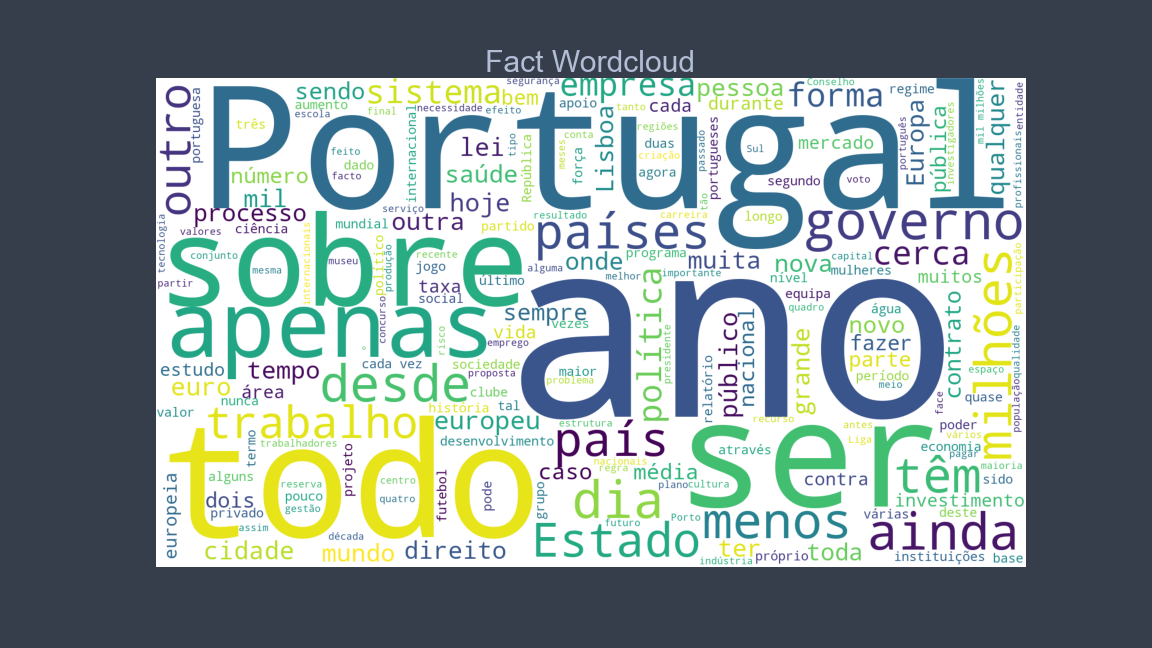 Fact Wordcloud
segurança
empresa
Conselho
sendo
sistema
bem
pessoa
regime
outro
portuguesa
aumento
escola
final
necessidade
efeito
apoio
tanto
cada
durante
forma
Portugal
três
internacional
lei
tipo
República
meses
conta
força
Lisboa
regiões
duas
criação
agora
passado
portugueses
Sul
mercado
português
Europa
pública
investigadores
mil milhões
qualquer
profissionais
entidade
feito
dado
facto
número
mil
saúde
hoje
segundo
voto
tão
longo
processo
valores
ciência
serviço
mundial
outra
partido
resultado
carreira
países
governo
tecnologia
sobre
conjunto
mesma
internacionais
museu
político
produção
recente
jogo
alguma
onde
programa
melhor
importante
muita
nova
capital
nível
mulheres
cerca
muitos
participação
partir
taxa
social
último
equipa
quadro
apenas
concurso
sempre
vezes
vida
risco
emprego
ano
política
presidente
público
nacional
relatório
grande
água
novo
fazer
parte
período
meio
contrato
milhões
qualidade
população
espaço
quase
face
estudo
tempo
cada vez
sociedade
proposta
maior
problema
euro
área
desde
clube
nunca
valor
história
tal
trabalho
europeu
estrutura
recurso
antes
Liga
poder
vários
economia
pagar
maioria
trabalhadores
desenvolvimento
país
através
ser
todo
termo
projeto
alguns
reserva
centro
nacionais
regra
caso
média
contra
têm
sido
europeia
dois
pouco
gestão
quatro
futebol
pode
grupo
dia
plano
cultura
investimento
privado
assim
década
futuro
Porto
menos
várias
deste
ainda
cidade
mundo
direito
Estado
ter
indústria
próprio
toda
instituições
base